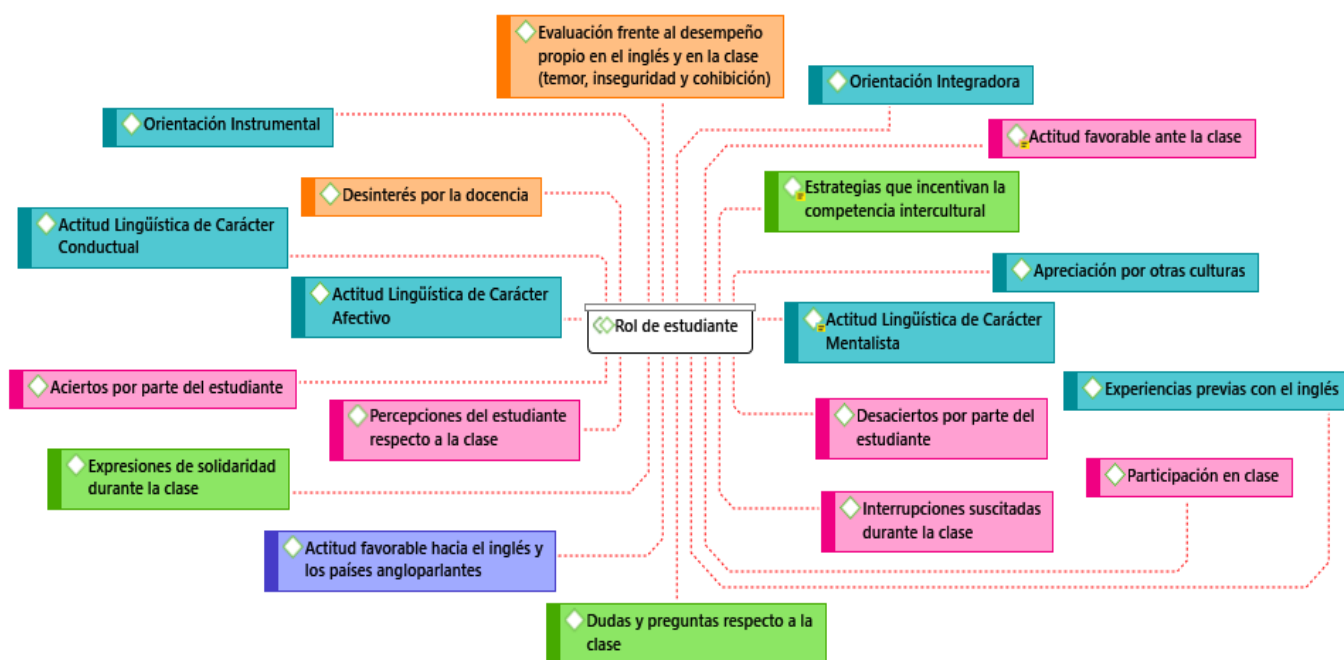 Evaluación frente al desempeño
propio en el inglés y en la clase
(temor, inseguridad y cohibición)
Orientación Integradora
Orientación Instrumental
Actitud favorable ante la clase
Desinterés por la docencia
Estrategias que incentivan la
competencia intercultural
Actitud Lingüística de Carácter
Conductual
Apreciación por otras culturas
Actitud Lingüística de Carácter
Afectivo
Rol de estudiante
Actitud Lingüística de Carácter
Mentalista
Aciertos por parte del estudiante
Experiencias previas con el inglés
Percepciones del estudiante
respecto a la clase
Desaciertos por parte del
estudiante
Expresiones de solidaridad
durante la clase
Participación en clase
Interrupciones suscitadas
durante la clase
Actitud favorable hacia el inglés y
los países angloparlantes
Dudas y preguntas respecto a la
clase